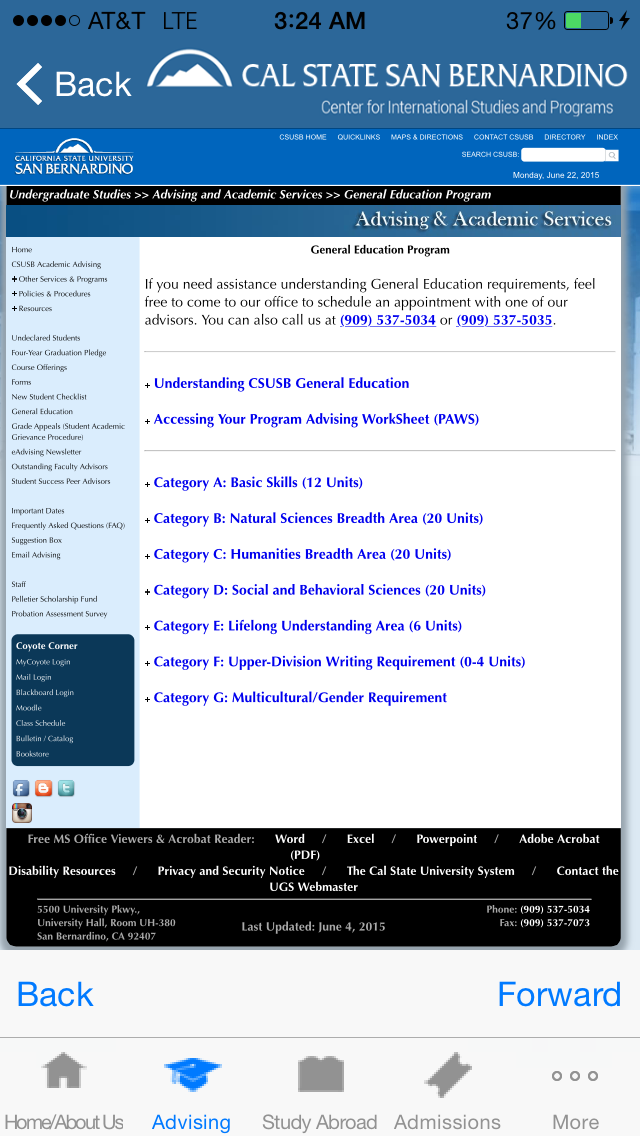 AT&T LTE 3:24 AM 37%
Back CAL STATE SAN BERNARDINO
Center for International Studies and Programs
CALIFORNIA STATE UNIVERSITY
SAN BERNARDINO
CSUSB HOME QUICKLINKS MAPS & DIRECTIONS CONTACT CSUSB DIRECTORY INDEX
SEARCH CSUSB:
Monday, June 22, 2015
Undergraduate Studies >> Advising and Academic Services >> General Education Program
Advising & Academic Services
Home
CSUSB Academic Advising
+ Other Services & Programs
+ Policies & Procedures
+ Resources
Undeclared Students
Four-Year Graduation Pledge
Course Offerings
Forms
New Student Checklist
General Education
Grade Appeals (Student Academic
Grievance Procedure)
eAdvising Newsletter
Outstanding Faculty Advisors
Student Success Peer Advisors
Important Dates
Frequently Asked Questions (FAQ)
Suggestion Box
Email Advising
Staff
Pelletier Scholarship Fund
Probation Assessment Survey
Coyote Corner
MyCoyote Login
Mail Login
Blackboard Login
Moodle
Class Schedule
Bulletin / Catalog
Bookstore
General Education Program
If you need assistance understanding General Education requirements, feel
free to come to our office to schedule an appointment with one of our
advisors. You can also call us at (909) 537-5034 or (909) 537-5035.
+ Understanding CSUSB General Education
+ Accessing Your Program Advising WorkSheet (PAWS)
+ Category A: Basic Skills (12 Units)
+ Category B: Natural Sciences Breadth Area (20 Units)
+ Category C: Humanities Breadth Area (20 Units)
+ Category D: Social and Behavioral Sciences (20 Units)
+ Category E: Lifelong Understanding Area (6 Units)
+ Category F: Upper-Division Writing Requirement (0-4 Units)
+ Category G: Multicultural/Gender Requirement
Free MS Office Viewers & Acrobat Reader: Word / Excel / Powerpoint / Adobe Acrobat
(PDF)
Disability Resources / Privacy and Security Notice / The Cal State University System / Contact the
UGS Webmaster
5500 University Pkwy.,
University Hall, Room UH-380
San Bernardino, CA 92407
Last Updated: June 4, 2015
Phone: (909) 537-5034
Fax: (909) 537-7073
Back Forward
Home/About Us Advising Study Abroad Admissions More